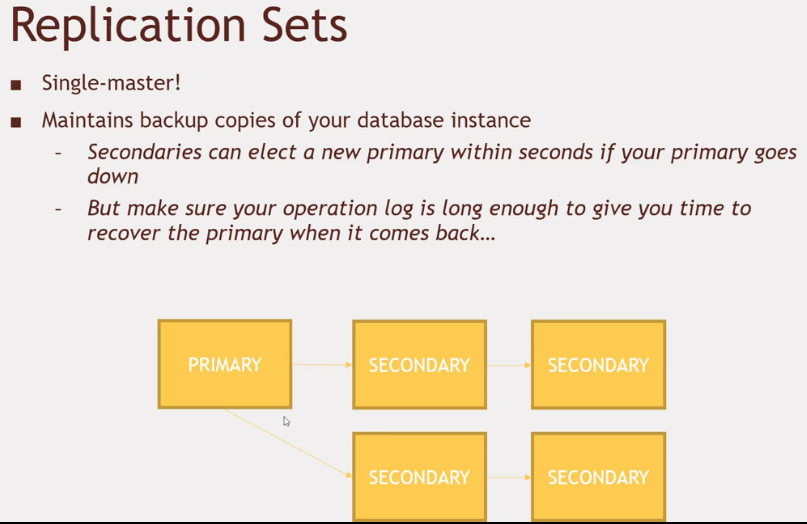 Replication Sets
■ Single-master!
■ Maintains backup copies of your database instance
- Secondaries can elect a new primary within seconds if your primary goes
down
- But make sure your operation log is long enough to give you time to
recover the primary when it comes back…
PRIMARY SECONDARY SECONDARY
SECONDARY SECONDARY